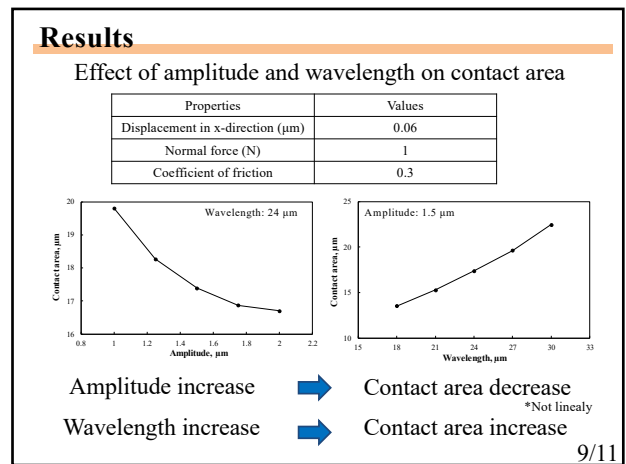 Results
Effect of amplitude and wavelength on contact area
Properties Values
Displacement in x-direction (μm) 0.06
Normal force (N) 1
Coefficient of friction 0.3
Wavelength: 24 μm
20
19
18
17
16
Contact area, μm
0.8 1 1.2 1.4 1.6 1.8 2 2.2
Amplitude, μm
Amplitude: 1.5 μm
25
20
15
10
Contact area, μm
15 18 21 24 27 30 33
Wavelength, μm
Amplitude increase Contact area decrease
*Not linealy
Wavelength increase Contact area increase
9/11